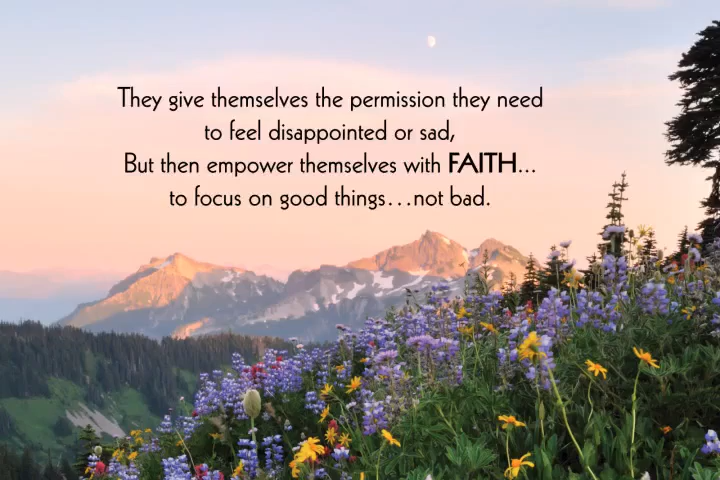 They give themselves the permission they need
to feel disappointed or sad,
But then empower themselves with FAITH...
to focus on good things...not bad.